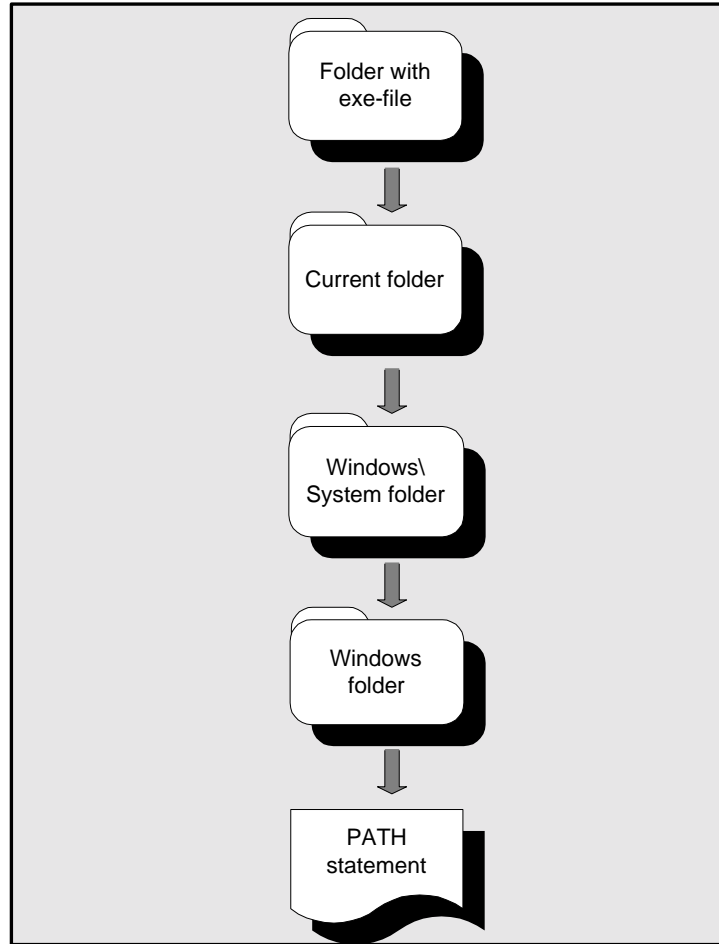 Folder with
exe-file
Current folder
Windows\
System folder
Windows
folder
PATH
statement